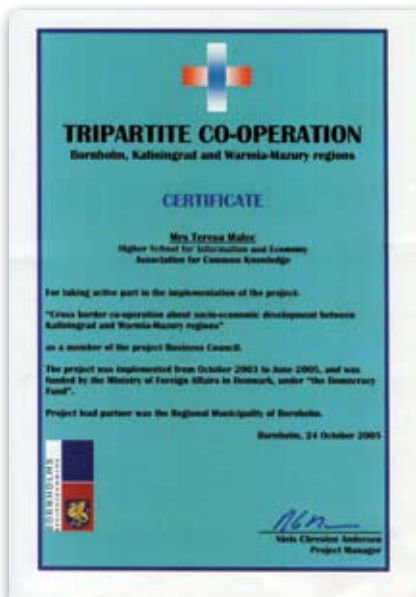 TRIPARTITE CO-OPERATION
Bornholm, Kaliningrad and Warmia-Mazury regions
CERTIFICATE
Mrs Teresa Malec
Higher School for Information and Economy
Association for Common Knowledge
For taking active part in the implementation of the project:
"Cross border co-operation about socio-economic development between
Kaliningrad and Warmia-Mazury regions"
as a member of the project Business Council.
The project was implemented from October 2003 to June 2005, and was
funded by the Ministry of Foreign Affairs in Denmark, under "the Democracy
Fund".
Project lead partner was the Regional Municipality of Bornholm.
Bornholm, 24 October 2005
BORNHOLMS
Niels Chresten Andersen
Project Manager